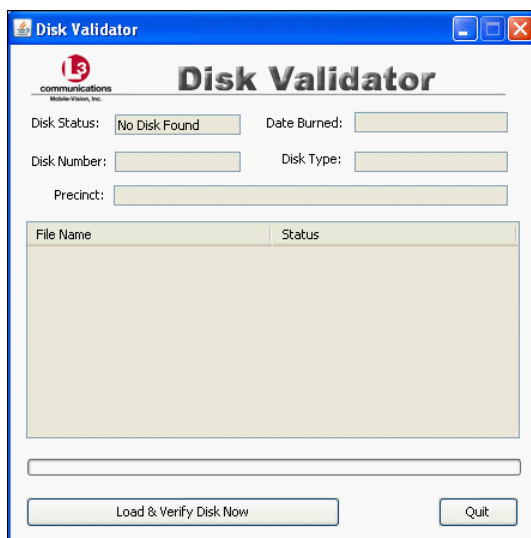 Disk Validator
L3
communications
Mobile-Vision, Inc.
Disk Validator
Disk Status: No Disk Found Date Burned:
Disk Number: Disk Type:
Precinct:
File Name Status
Load & Verify Disk Now Quit